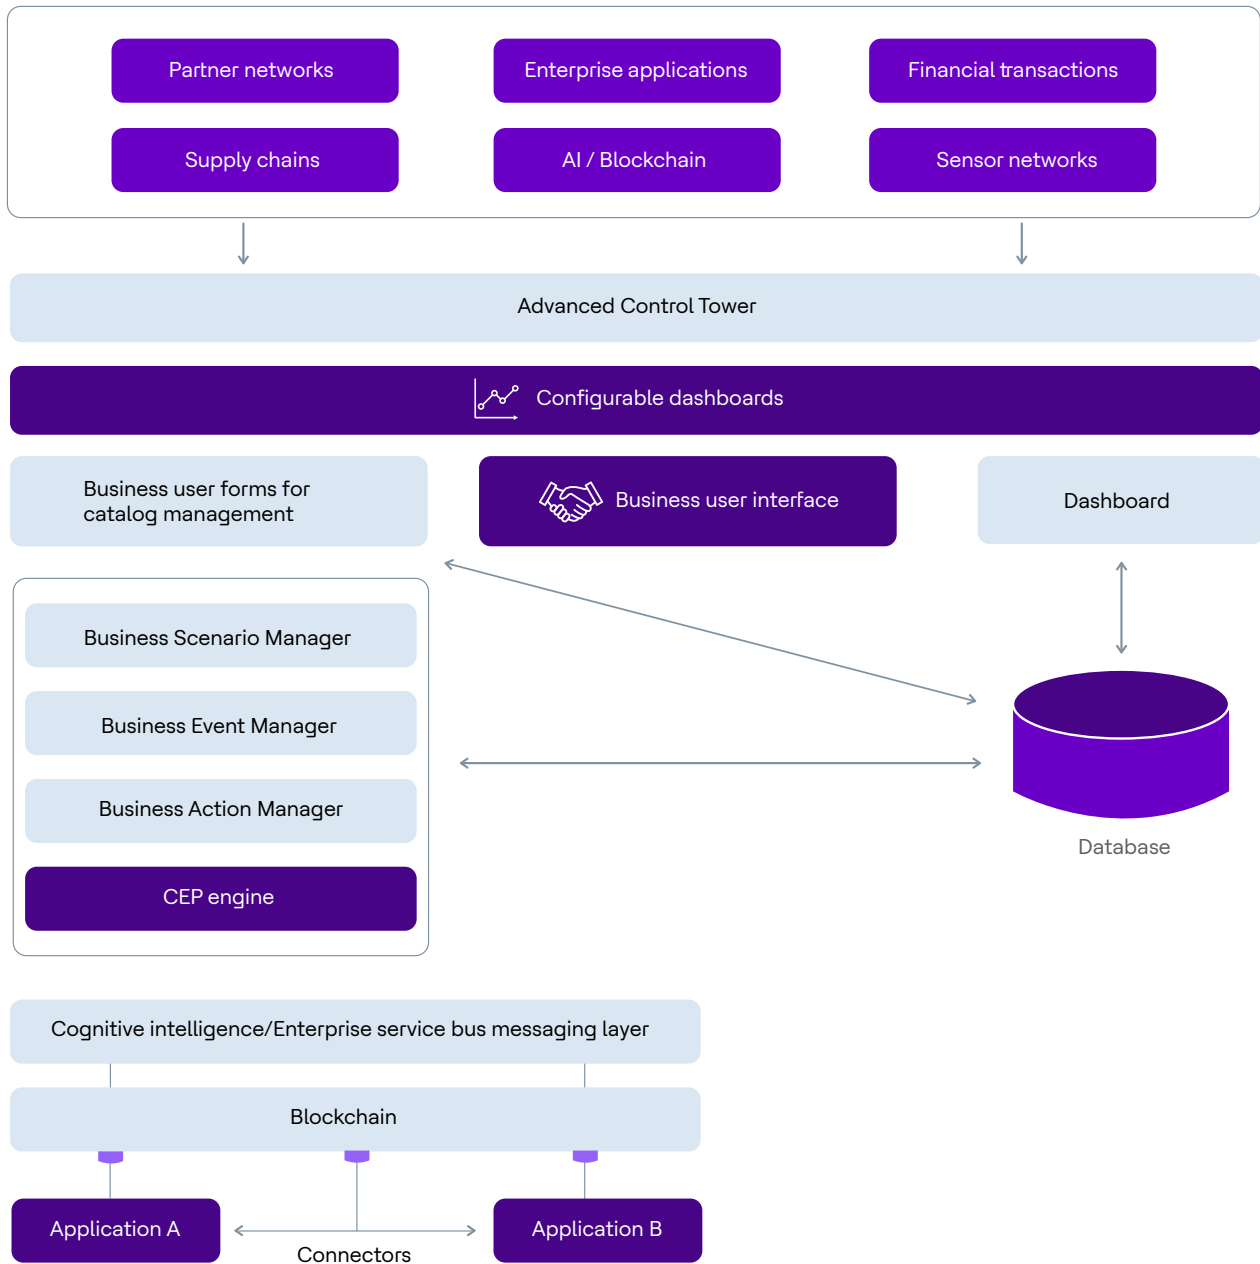 Partner networks
Enterprise applications
Financial transactions
Supply chains
AI / Blockchain
Sensor networks
Advanced Control Tower
Configurable dashboards
Business user forms for
catalog management
Business user interface
Dashboard
Business Scenario Manager
Business Event Manager
Business Action Manager
CEP engine
Database
Cognitive intelligence/Enterprise service bus messaging layer
Blockchain
Application A
Application B
Connectors